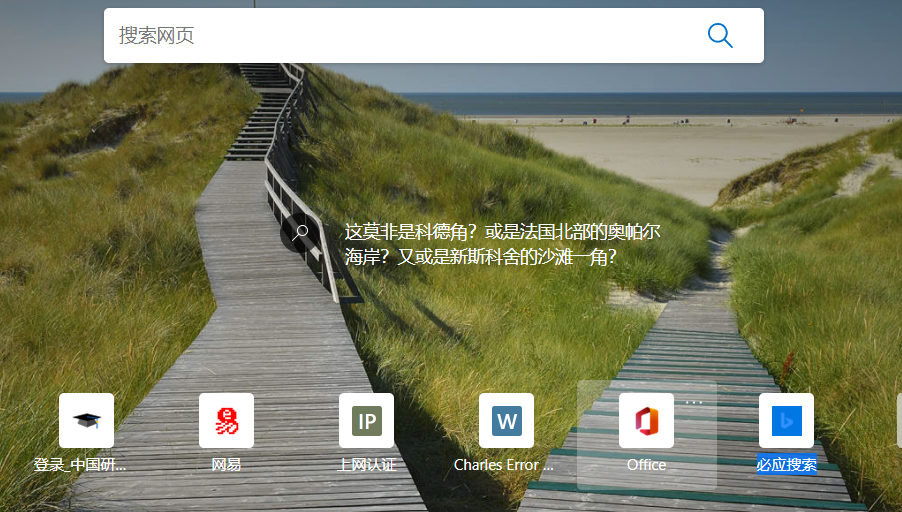 搜索网页
这莫非是科德角？或是法国北部的奥帕尔
海岸？又或是新斯科舍的沙滩一角？
IP
W
登录_中国研...
网易
上网认证
Charles Error ...
Office
必应搜索